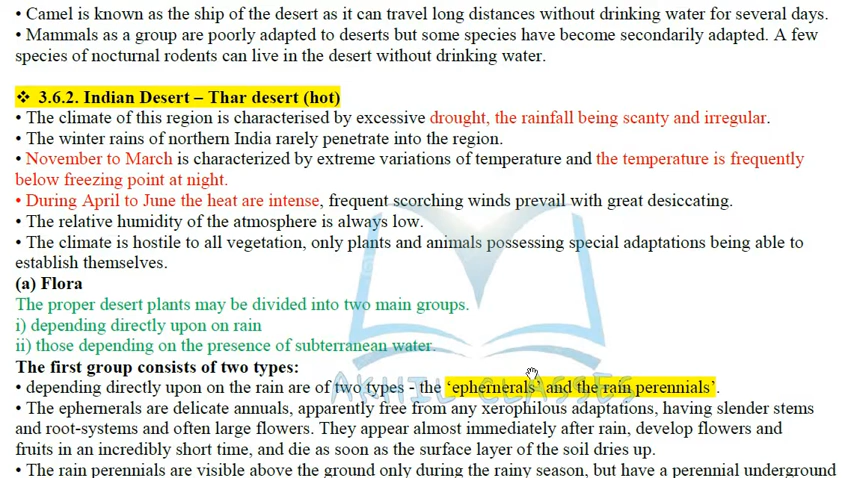 • Camel is known as the ship of the desert as it can travel long distances without drinking water for several days.
• Mammals as a group are poorly adapted to deserts but some species have become secondarily adapted. A few
species of nocturnal rodents can live in the desert without drinking water.
❖ 3.6.2. Indian Desert – Thar desert (hot)
• The climate of this region is characterised by excessive drought, the rainfall being scanty and irregular.
• The winter rains of northern India rarely penetrate into the region.
• November to March is characterized by extreme variations of temperature and the temperature is frequently
below freezing point at night.
• During April to June the heat are intense, frequent scorching winds prevail with great desiccating.
• The relative humidity of the atmosphere is always low.
• The climate is hostile to all vegetation, only plants and animals possessing special adaptations being able to
establish themselves.
(a) Flora
The proper desert plants may be divided into two main groups.
i) depending directly upon on rain
ii) those depending on the presence of subterranean water.
The first group consists of two types:
• depending directly upon on the rain are of two types - the ‘ephemerals’ and the rain perennials’.
AKHIL CLASSES
• The ephemerals are delicate annuals, apparently free from any xerophilous adaptations, having slender stems
and root-systems and often large flowers. They appear almost immediately after rain, develop flowers and
fruits in an incredibly short time, and die as soon as the surface layer of the soil dries up.
• The rain perennials are visible above the ground only during the rainy season, but have a perennial underground